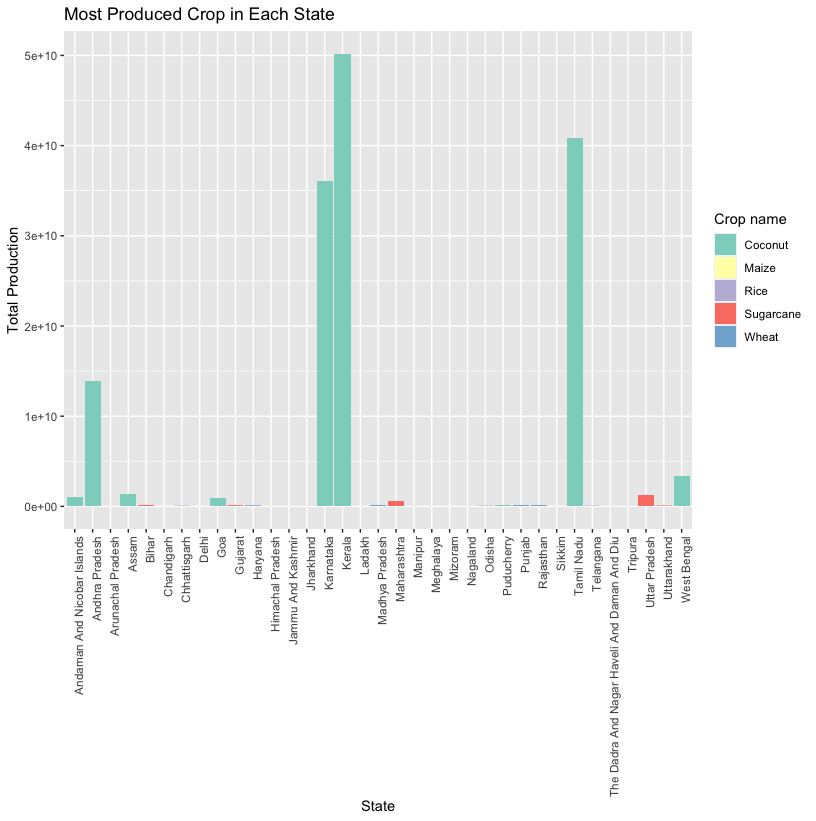 Most Produced Crop in Each State
Total Production
5e+10
4e+10
3e+10
2e+10
1e+10
0e+00
Andaman And Nicobar Islands
Andhra Pradesh
Arunachal Pradesh
Assam
Bihar
Chandigarh
Chhattisgarh
Delhi
Goa
Gujarat
Haryana
Himachal Pradesh
Jammu And Kashmir
Jharkhand
Karnataka
Kerala
Ladakh
Madhya Pradesh
Maharashtra
Manipur
Meghalaya
Mizoram
Nagaland
Odisha
Puducherry
Punjab
Rajasthan
Sikkim
Tamil Nadu
Telangana
The Dadra And Nagar Haveli And Daman And Diu
Tripura
Uttar Pradesh
Uttarakhand
West Bengal
State
Crop name
Coconut
Maize
Rice
Sugarcane
Wheat